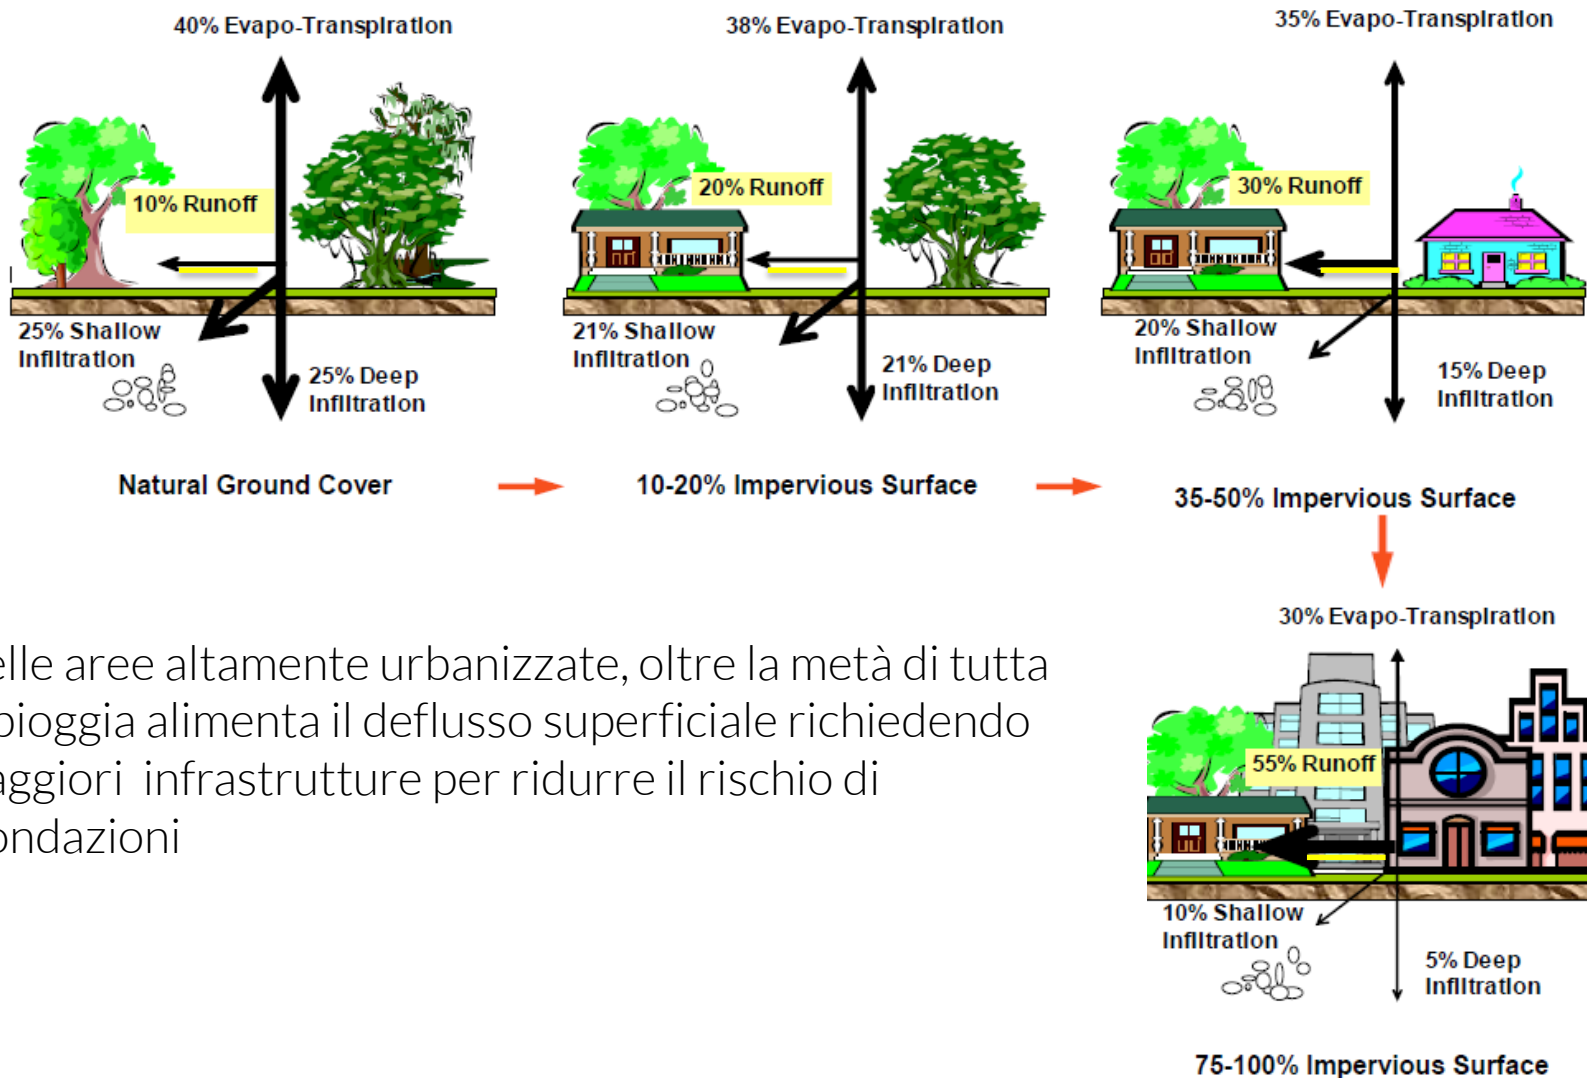 40% Evapo-Transpiration
10% Runoff
25% Shallow
Infiltration
25% Deep
Infiltration
Natural Ground Cover
38% Evapo-Transpiration
20% Runoff
21% Shallow
Infiltration
21% Deep
Infiltration
10-20% Impervious Surface
35% Evapo-Transpiration
30% Runoff
20% Shallow
Infiltration
15% Deep
Infiltration
35-50% Impervious Surface
elle aree altamente urbanizzate, oltre la metà di tutta
pioggia alimenta il deflusso superficiale richiedendo
aggiori infrastrutture per ridurre il rischio di
ondazioni
30% Evapo-Transpiration
55% Runoff
10% Shallow
Infiltration
5% Deep
Infiltration
75-100% Impervious Surface